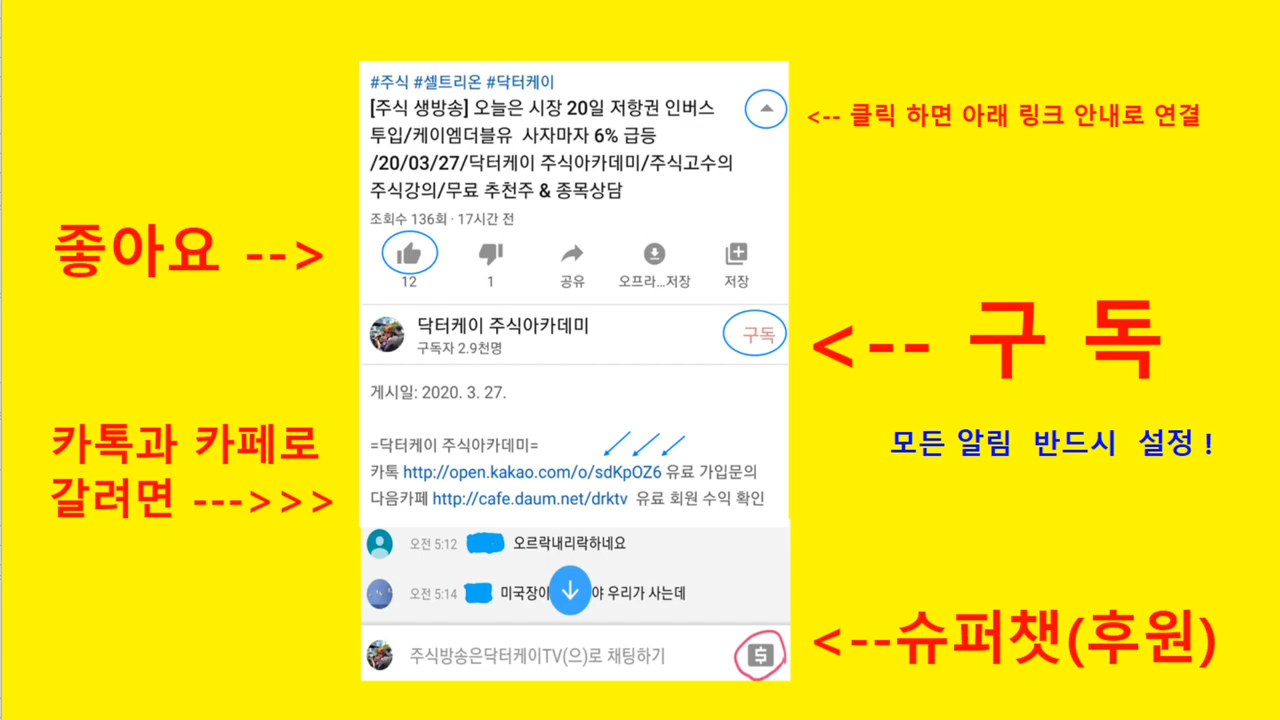 #주식 #셀트리온 #닥터케이
[주식 생방송] 오늘은 시장 20일 저항권 인버스
투입/케이엠더블유 사자마자 6% 급등
/20/03/27/닥터케이 주식아카데미/주식고수의
주식강의/무료 추천주 & 종목상담
조회수 136회 · 17시간 전
<-- 클릭 하면 아래 링크 안내로 연결
좋아요 -->
12
1
공유
오프라...저장
저장
닥터케이 주식아카데미
구독자 2.9천명
구독
<-- 구 독
모든 알림 반드시 설정 !
게시일: 2020. 3. 27.
카톡과 카페로
갈려면 --->>>
=닥터케이 주식아카데미=
카톡 http://open.kakao.com/o/sdKpOZ6 유료 가입문의
다음카페 http://cafe.daum.net/drktv 유료 회원 수익 확인
오전 5:12 오르락내리락하네요
오전 5:14 미국장이 야 우리가 사는데
주식방송은닥터케이TV(으)로 채팅하기
<--슈퍼챗(후원)